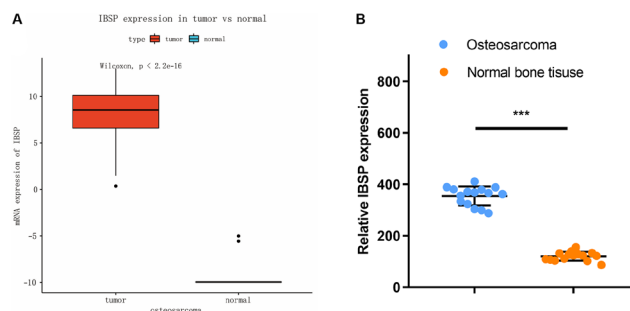 A
IBSP expression in tumor vs normal
type tumor normal
Wilcoxon, p < 2.2e-16
mRNA expression of IBSP
10
5
0
-5
-10
tumor normal
osteosarcoma
B
Osteosarcoma
Normal bone tisuse
Relative IBSP expression
800
600
400
200
0
***